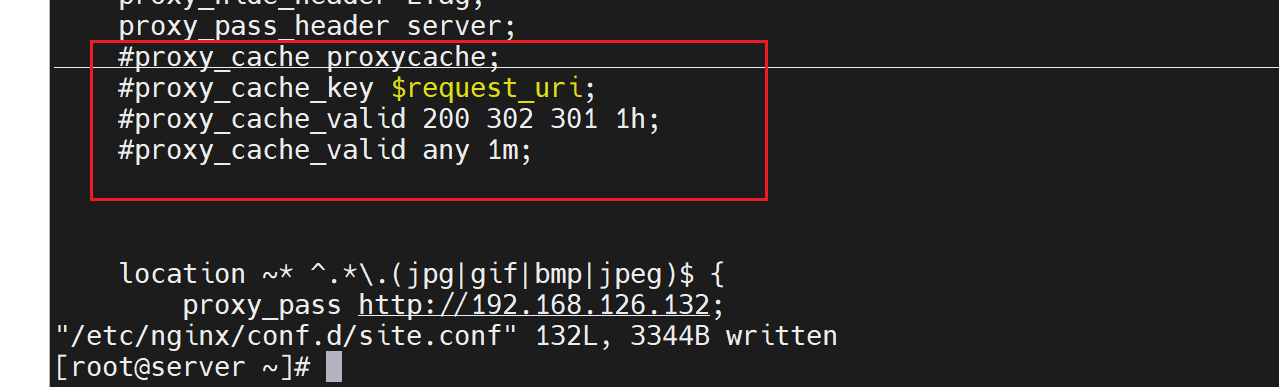 proxy_hide_header ETag;
proxy_pass_header server;
#proxy_cache proxycache;
#proxy_cache_key $request_uri;
#proxy_cache_valid 200 302 301 1h;
#proxy_cache_valid any 1m;
location ~* ^.*\.(jpg|gif|bmp|jpeg)$ {
proxy_pass http://192.168.126.132;
"/etc/nginx/conf.d/site.conf" 132L, 3344B written
[root@server ~]#